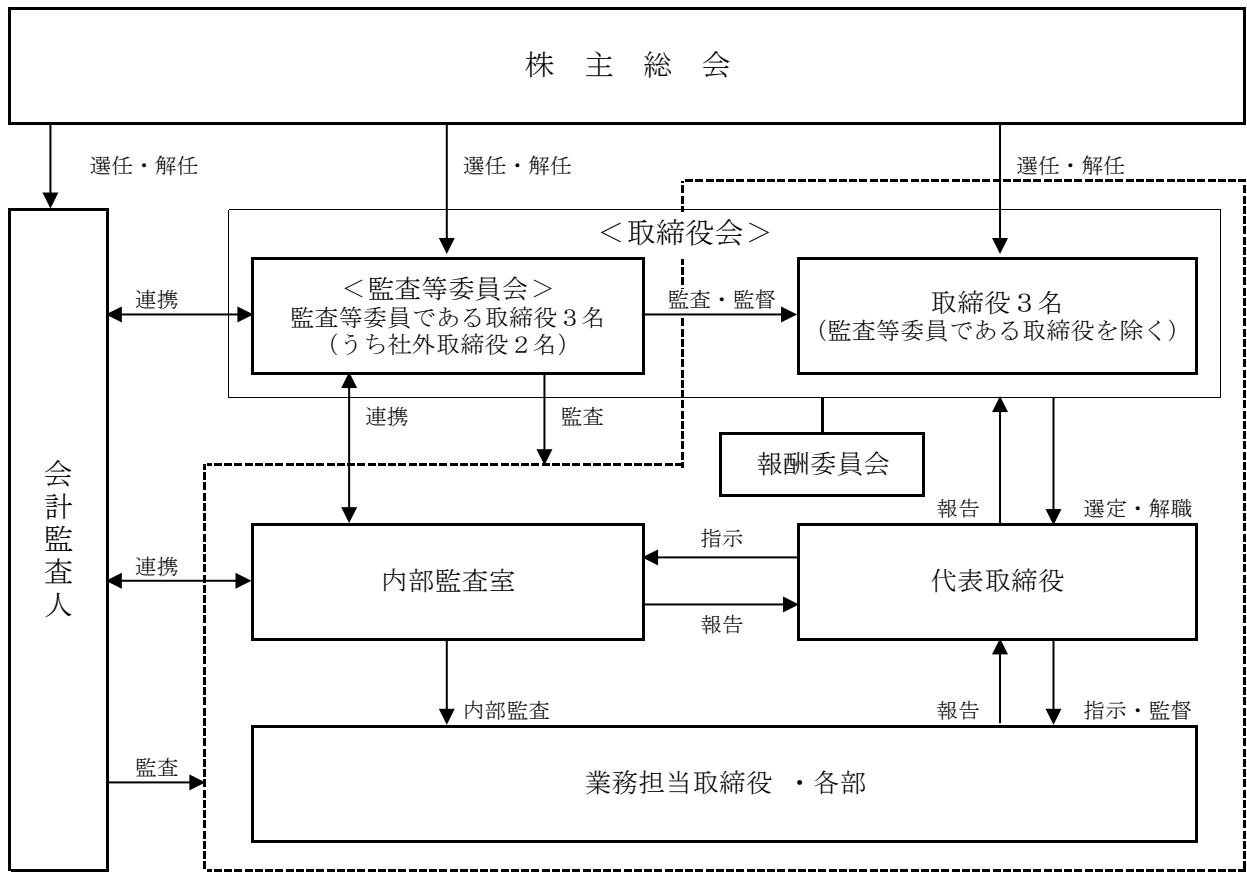 株 主 総 会
選任・解任
選任・解任
選任・解任
＜取締役会＞
連携
＜監査等委員会＞
監査等委員である取締役３名
（うち社外取締役２名）
監査・監督
取締役３名
（監査等委員である取締役を除く）
連携
監査
報酬委員会
会計監査人
報告
選定・解職
連携
内部監査室
指示
報告
代表取締役
内部監査
報告
指示・監督
監査
業務担当取締役 ・各部